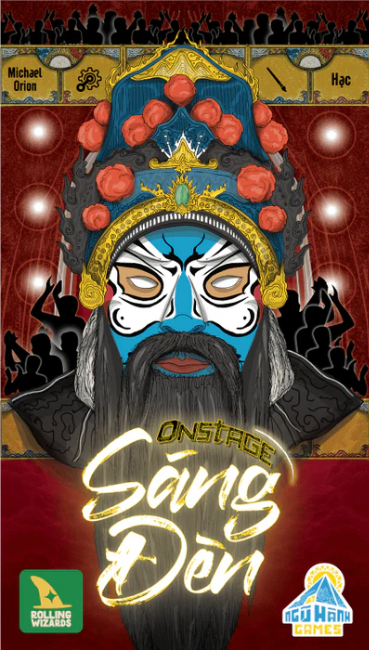 Michael
Orion
Hạc
ONSTAGE
Sáng
Đèn
ROLLING
WIZARDS
NGŨ HÀNH
GAMES